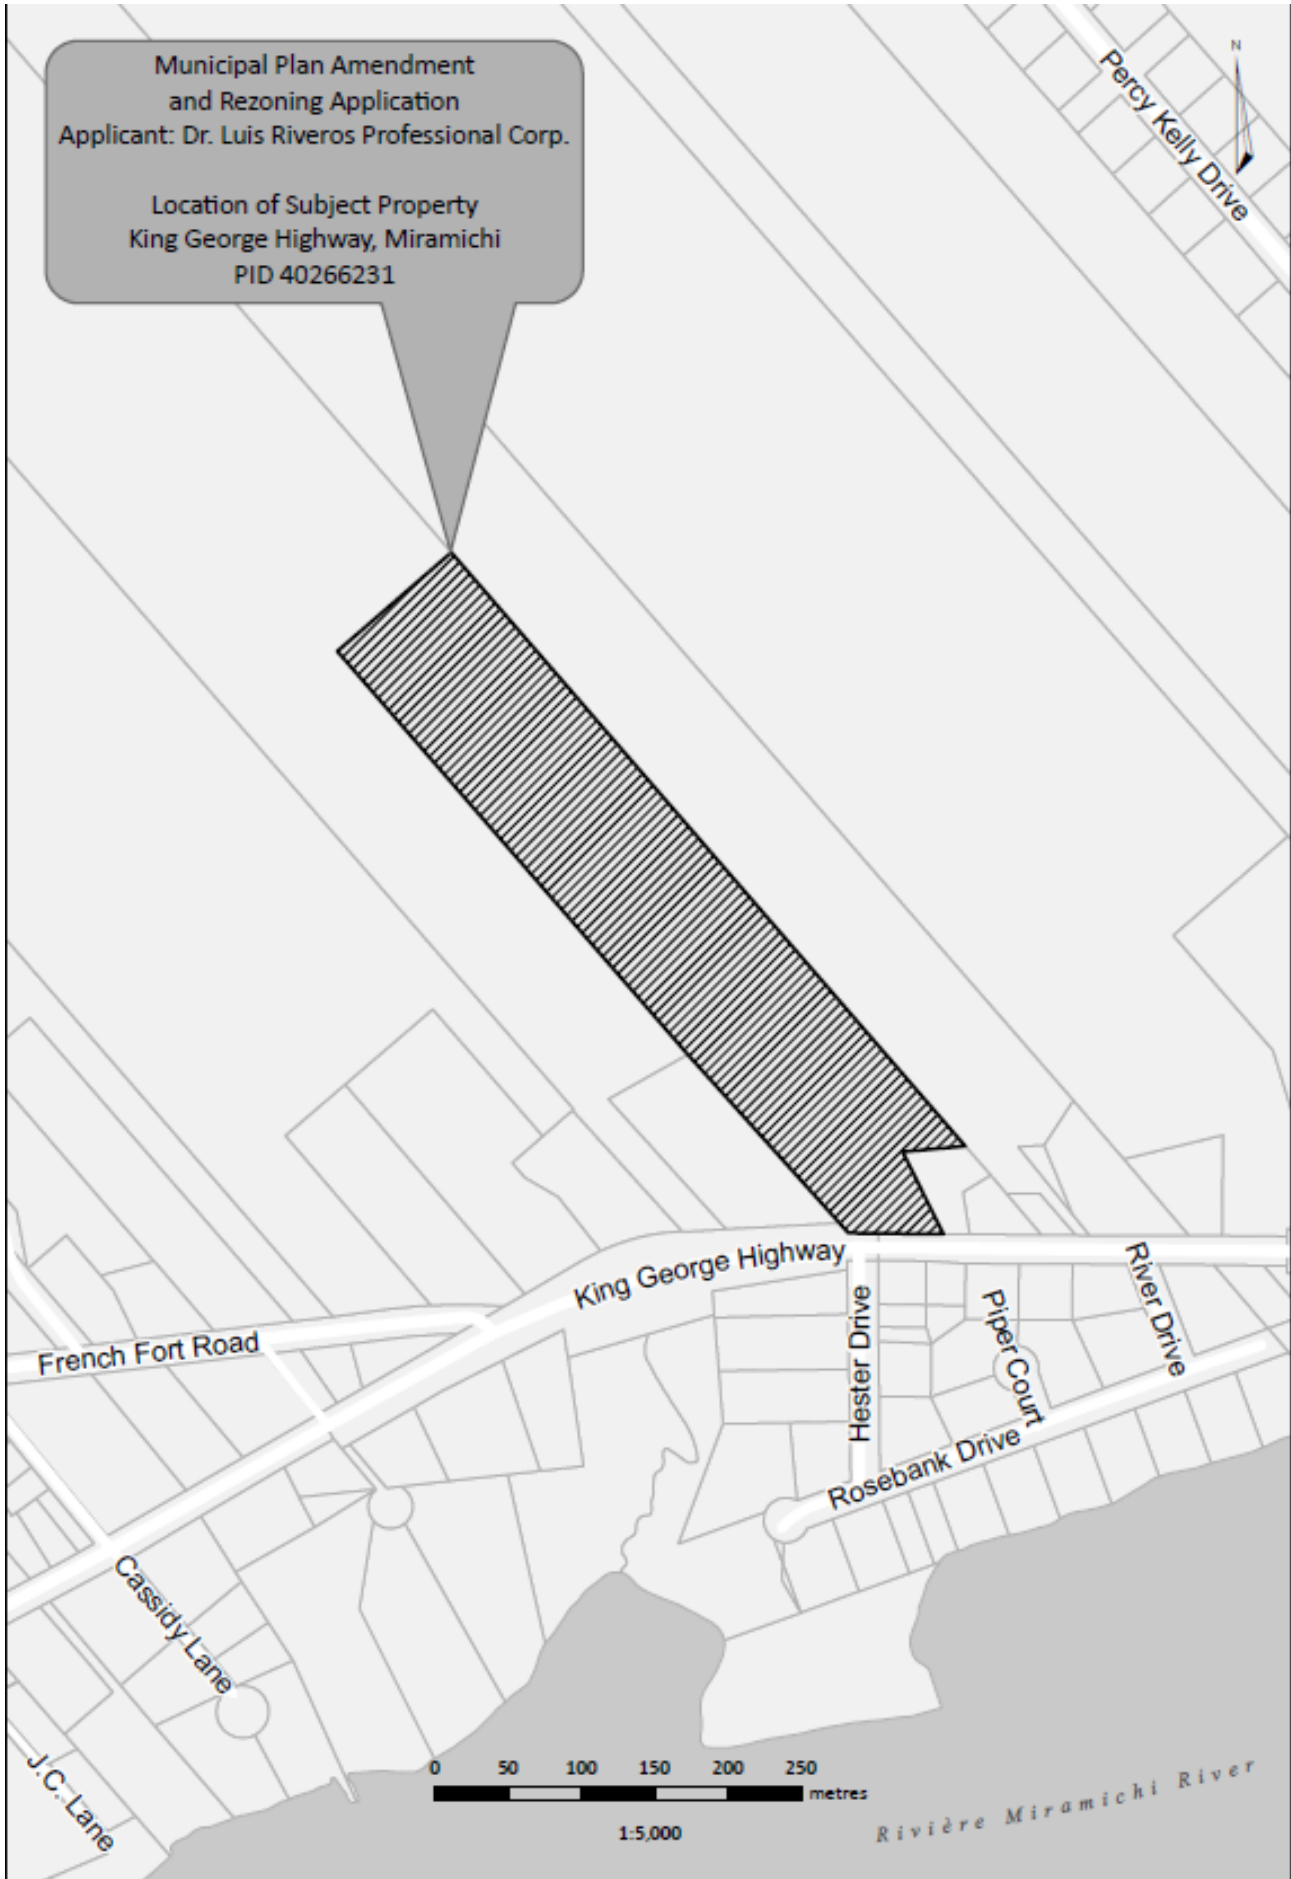 Municipal Plan Amendment
and Rezoning Application
Applicant: Dr. Luis Riveros Professional Corp.
Location of Subject Property
King George Highway, Miramichi
PID 40266231
N
Percy Kelly Drive
King George Highway
River Drive
French Fort Road
Hester Drive
Piper Court
Rosebank Drive
Cassidy Lane
J.C. Lane
0 50 100 150 200 250
metres
1:5,000
Rivière Miramichi River